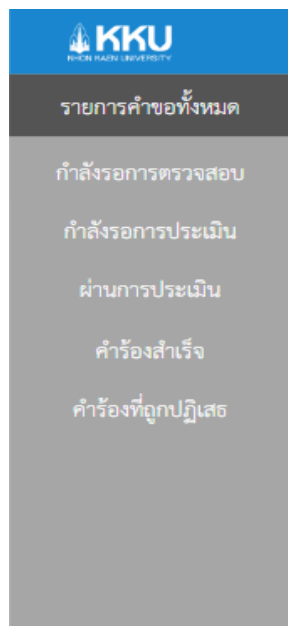 KKU
KHON KAEN UNIVERSITY
รายการคำขอทั้งหมด
กำลังรอการตรวจสอบ
กำลังรอการประเมิน
ผ่านการประเมิน
คำร้องสำเร็จ
คำร้องที่ถูกปฏิเสธ